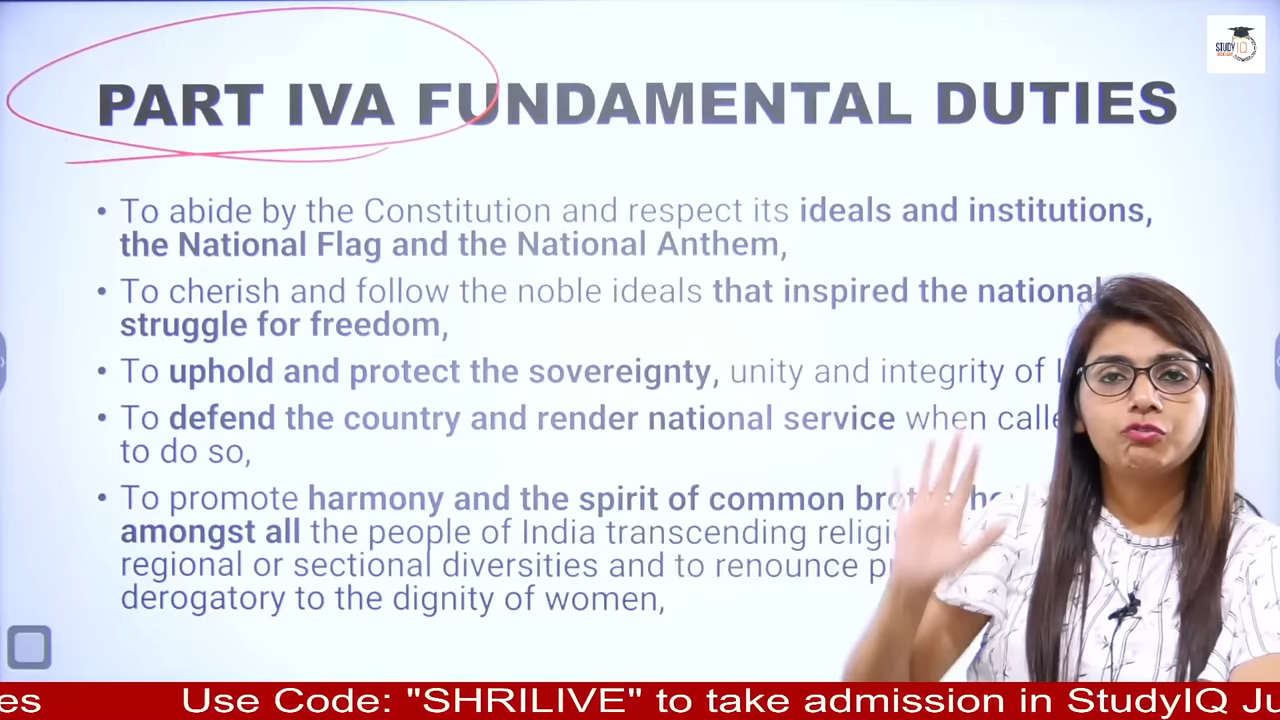 STUDY IQ
PART IVA FUNDAMENTAL DUTIES
• To abide by the Constitution and respect its ideals and institutions,
the National Flag and the National Anthem,
• To cherish and follow the noble ideals that inspired the national
struggle for freedom,
• To uphold and protect the sovereignty, unity and integrity of
• To defend the country and render national service when
to do so,
• To promote harmony and the spirit of common
amongst all the people of India transcending
regional or sectional diversities and to renounce
derogatory to the dignity of women,
es Use Code: "SHRILIVE" to take admission in StudyIQ Ju